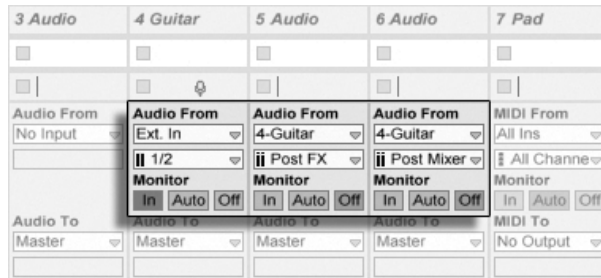 3 Audio 4 Guitar 5 Audio 6 Audio 7 Pad
Audio From Audio From Audio From Audio From MIDI From
No Input Ext. In 4-Guitar 4-Guitar All Ins
1/2 Post FX Post Mixer All Channe
Monitor Monitor Monitor Monitor
In Auto Off In Auto Off In Auto Off In Auto Off
Audio To Audio To Audio To Audio To MIDI To
Master Master Master Master No Output